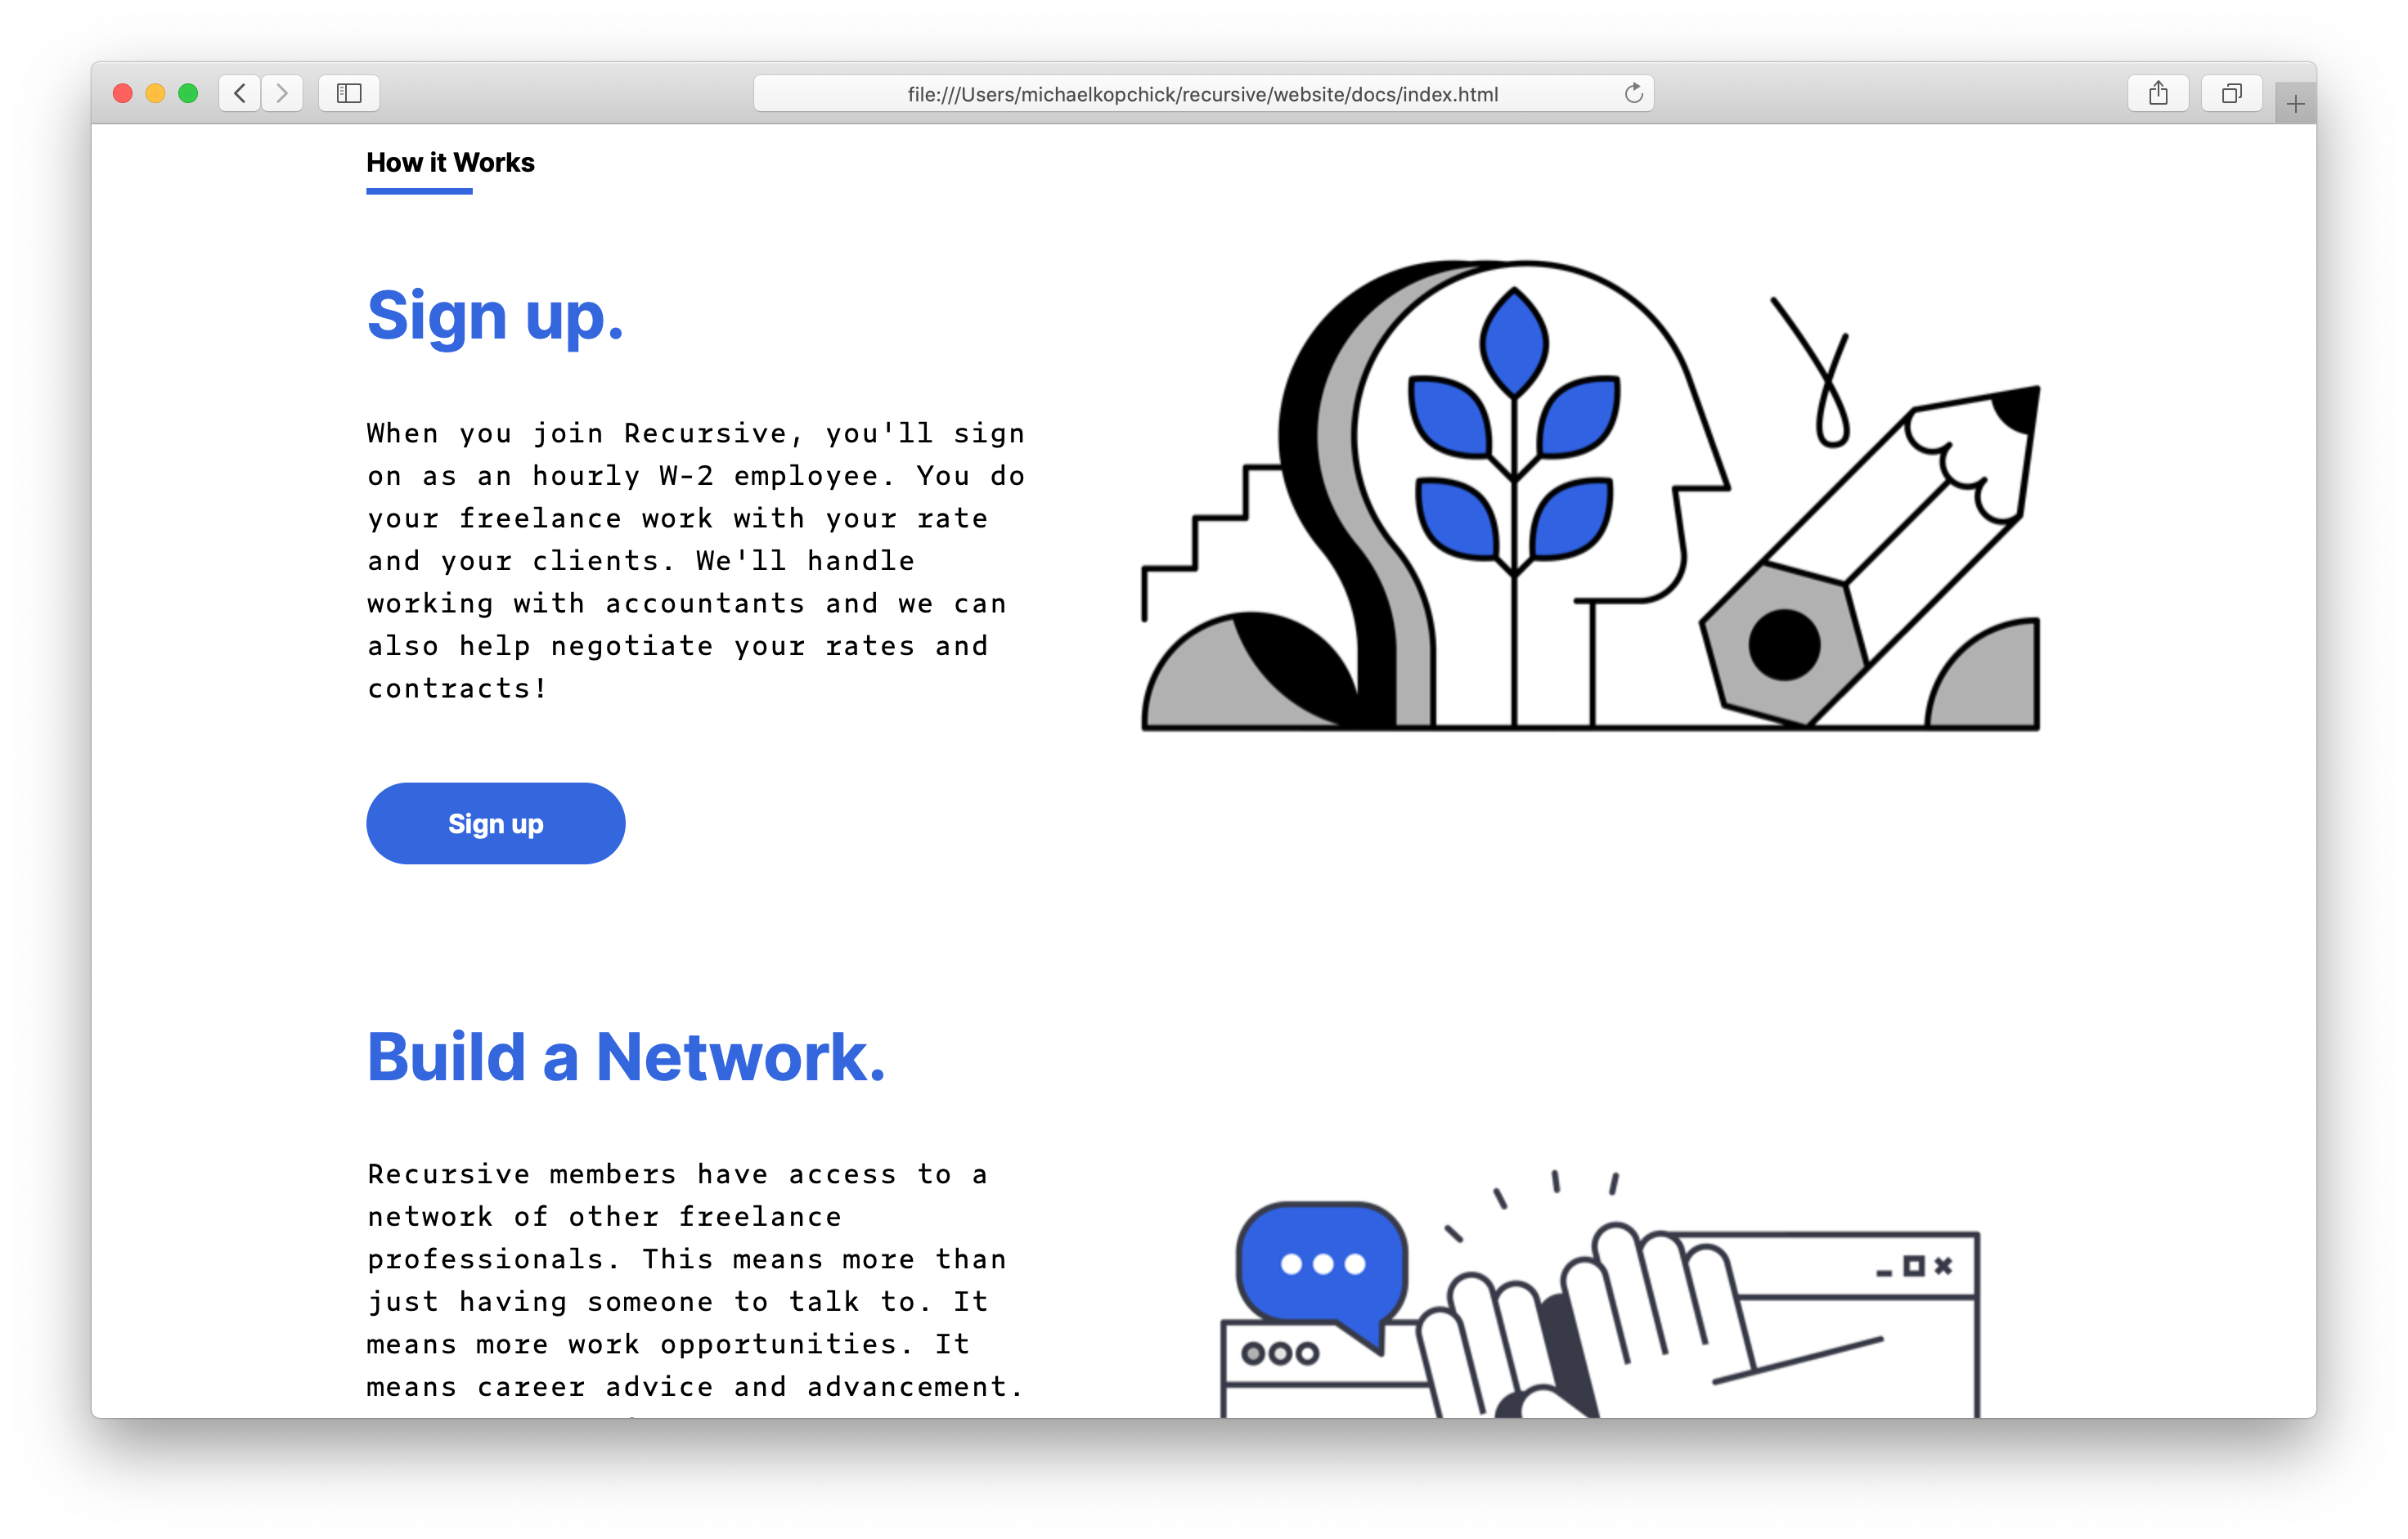 file:///Users/michaelkopchick/recursive/website/docs/index.html
How it Works
Sign up.
When you join Recursive, you'll sign
on as an hourly W-2 employee. You do
your freelance work with your rate
and your clients. We'll handle
working with accountants and we can
also help negotiate your rates and
contracts!
Sign up
Build a Network.
Recursive members have access to a
network of other freelance
professionals. This means more than
just having someone to talk to. It
means more work opportunities. It
means career advice and advancement.